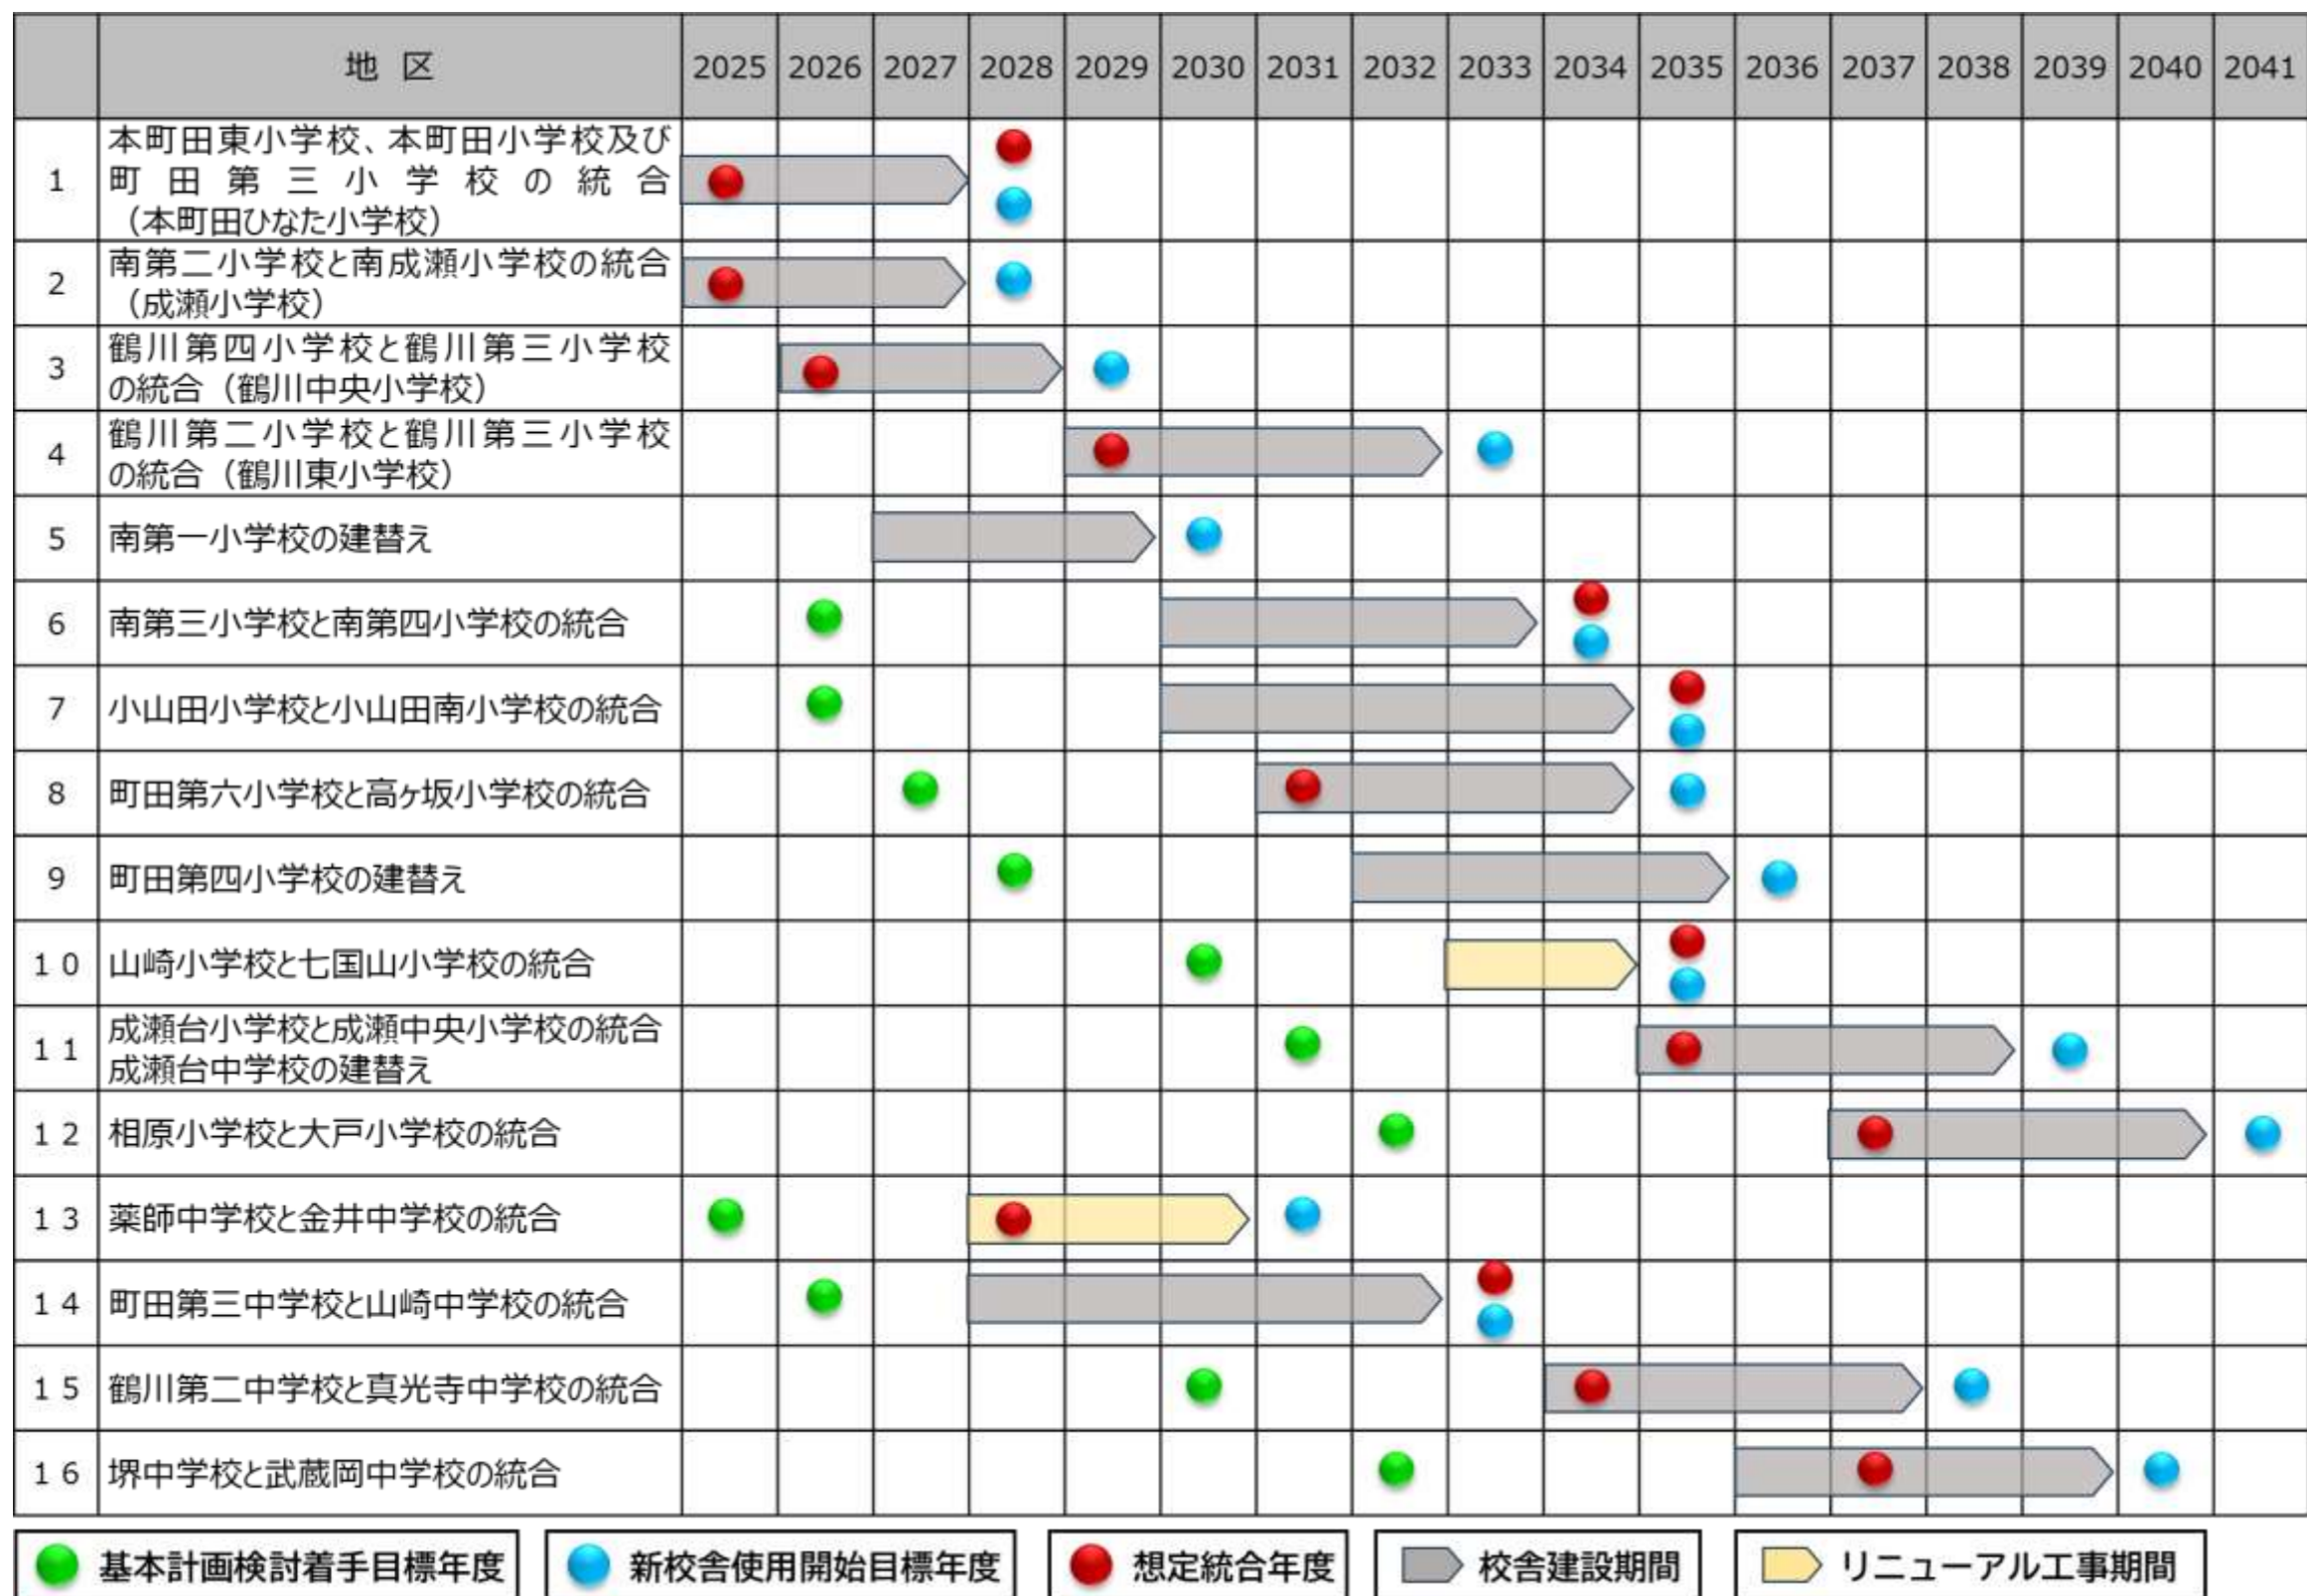 地 区 2025 2026 2027 2028 2029 2030 2031 2032 2033 2034 2035 2036 2037 2038 2039 2040 2041
1 本町田東小学校、本町田小学校及び
町田第三小学校の統合
（本町田ひなた小学校）
2 南第二小学校と南成瀬小学校の統合
（成瀬小学校）
3 鶴川第四小学校と鶴川第三小学校
の統合（鶴川中央小学校）
4 鶴川第二小学校と鶴川第三小学校
の統合（鶴川東小学校）
5 南第一小学校の建替え
6 南第三小学校と南第四小学校の統合
7 小山田小学校と小山田南小学校の統合
8 町田第六小学校と高ヶ坂小学校の統合
9 町田第四小学校の建替え
10 山崎小学校と七国山小学校の統合
11 成瀬台小学校と成瀬中央小学校の統合
成瀬台中学校の建替え
12 相原小学校と大戸小学校の統合
13 薬師中学校と金井中学校の統合
14 町田第三中学校と山崎中学校の統合
15 鶴川第二中学校と真光寺中学校の統合
16 堺中学校と武蔵岡中学校の統合
基本計画検討着手目標年度 新校舎使用開始目標年度 想定統合年度 校舎建設期間 リニューアル工事期間